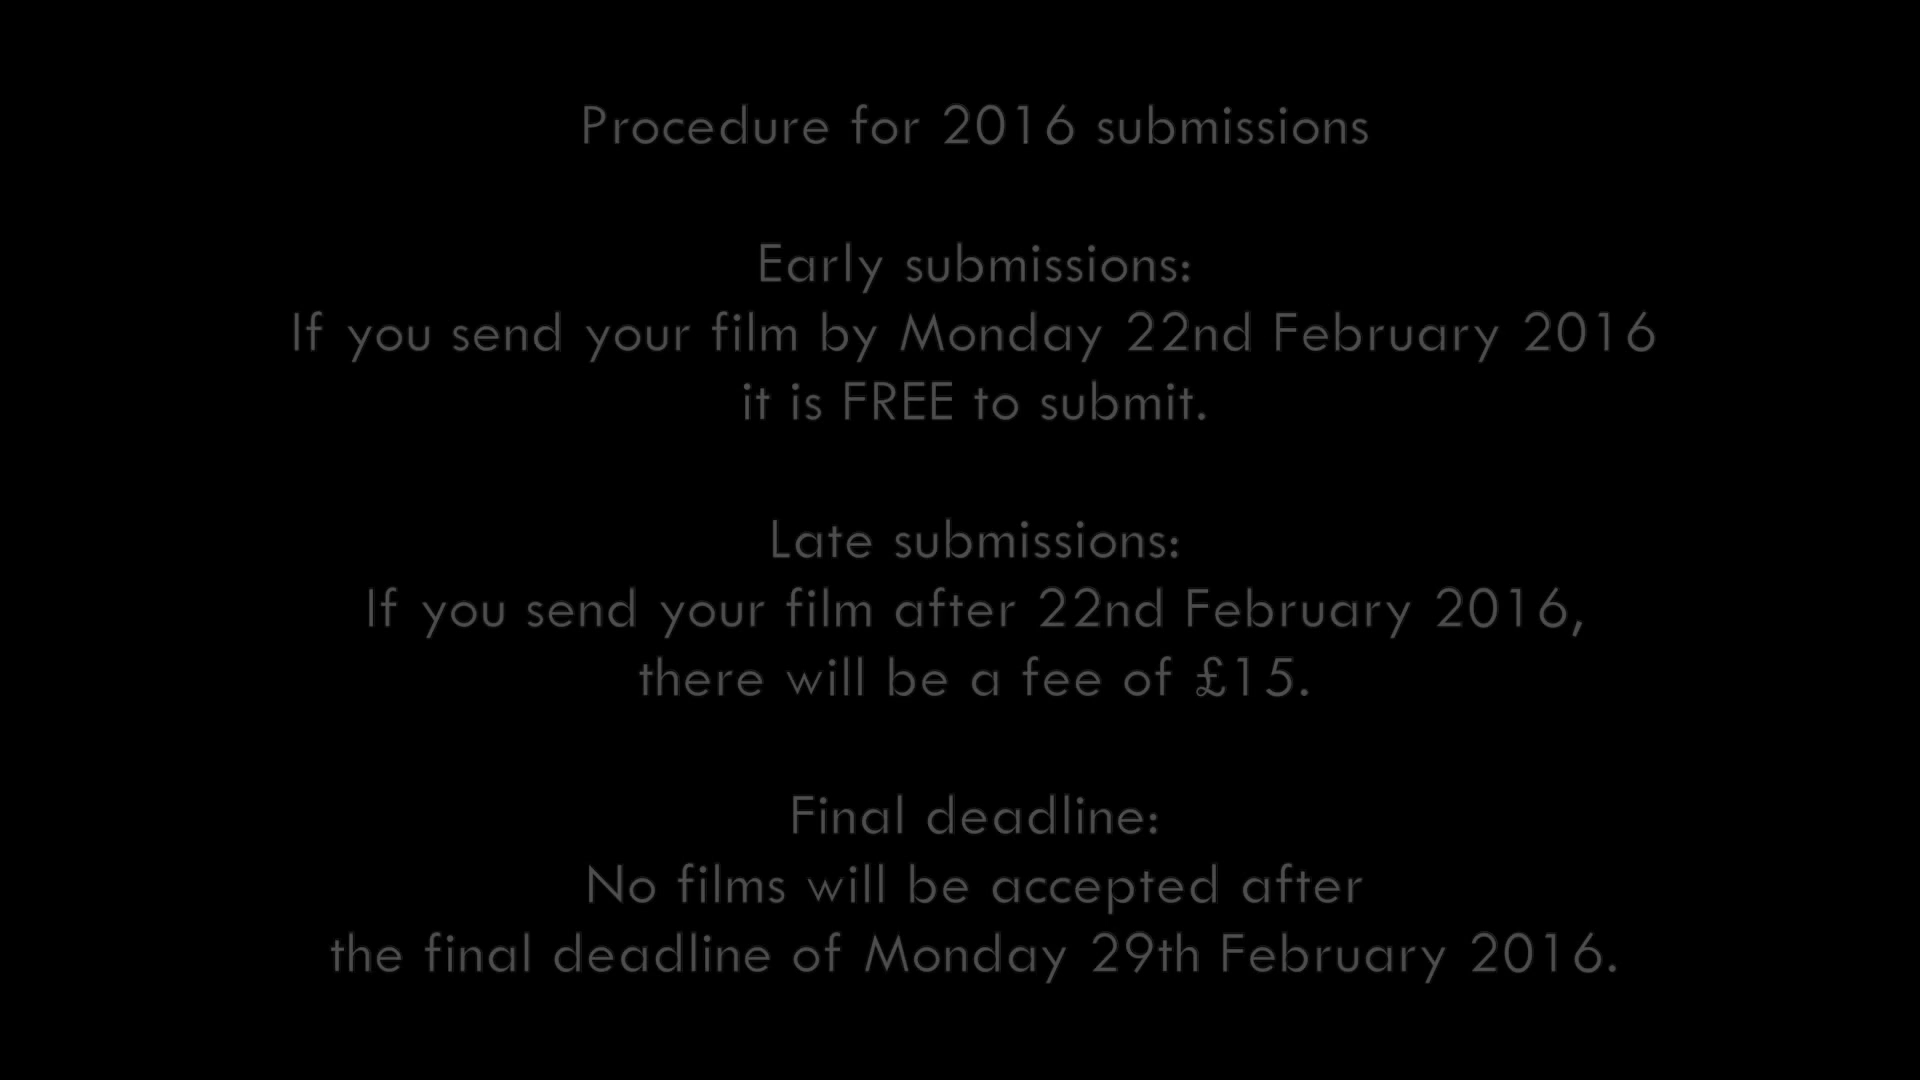 Procedure for 2016 submissions
Early submissions:
If you send your film by Monday 22nd February 2016
it is FREE to submit.
Late submissions:
If you send your film after 22nd February 2016,
there will be a fee of £15.
Final deadline:
No films will be accepted after
the final deadline of Monday 29th February 2016.